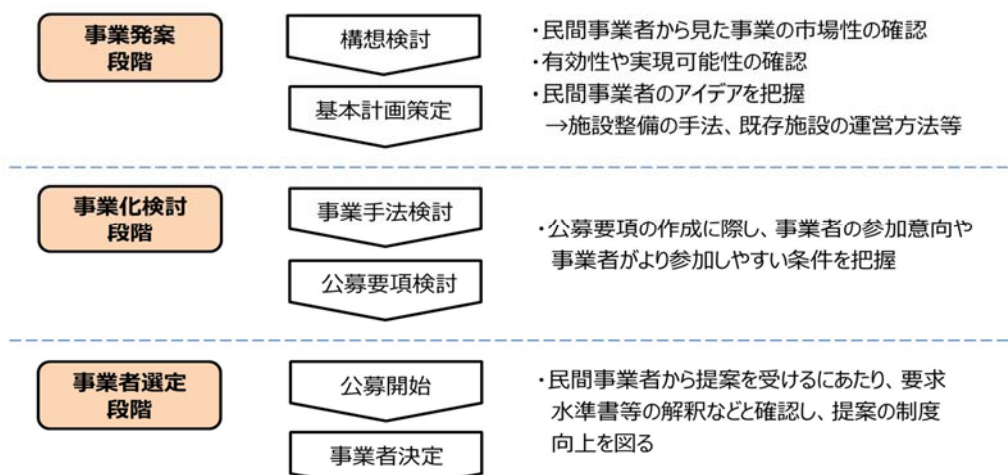 事業発案
段階
構想検討
基本計画策定
・民間事業者から見た事業の市場性の確認
・有効性や実現可能性の確認
・民間事業者のアイデアを把握
→施設整備の手法、既存施設の運営方法等
事業化検討
段階
事業手法検討
公募要項検討
・公募要項の作成に際し、事業者の参加意向や
事業者がより参加しやすい条件を把握
事業者選定
段階
公募開始
事業者決定
・民間事業者から提案を受けるにあたり、要求
水準書等の解釈などと確認し、提案の制度
向上を図る